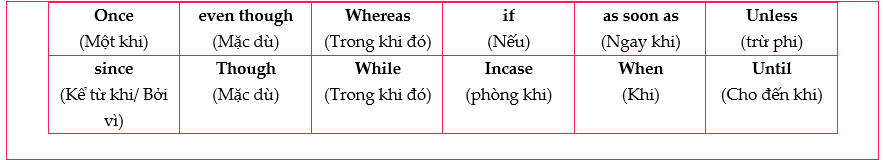 Once even though Whereas if as soon as Unless
(Một khi) (Mặc dù) (Trong khi đó) (Nếu) (Ngay khi) (trừ phi)
since Though While Incase When Until
(Kể từ khi/ Bởi (Mặc dù) (Trong khi đó) (phòng khi) (Khi) (Cho đến khi)
vì)